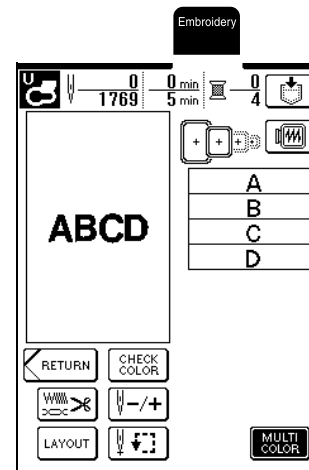 Embroidery
U 0 0 min 0
1769 5 min 4
ABCD
A
B
C
D
RETURN
CHECK
COLOR
-/+
LAYOUT
MULTI
COLOR